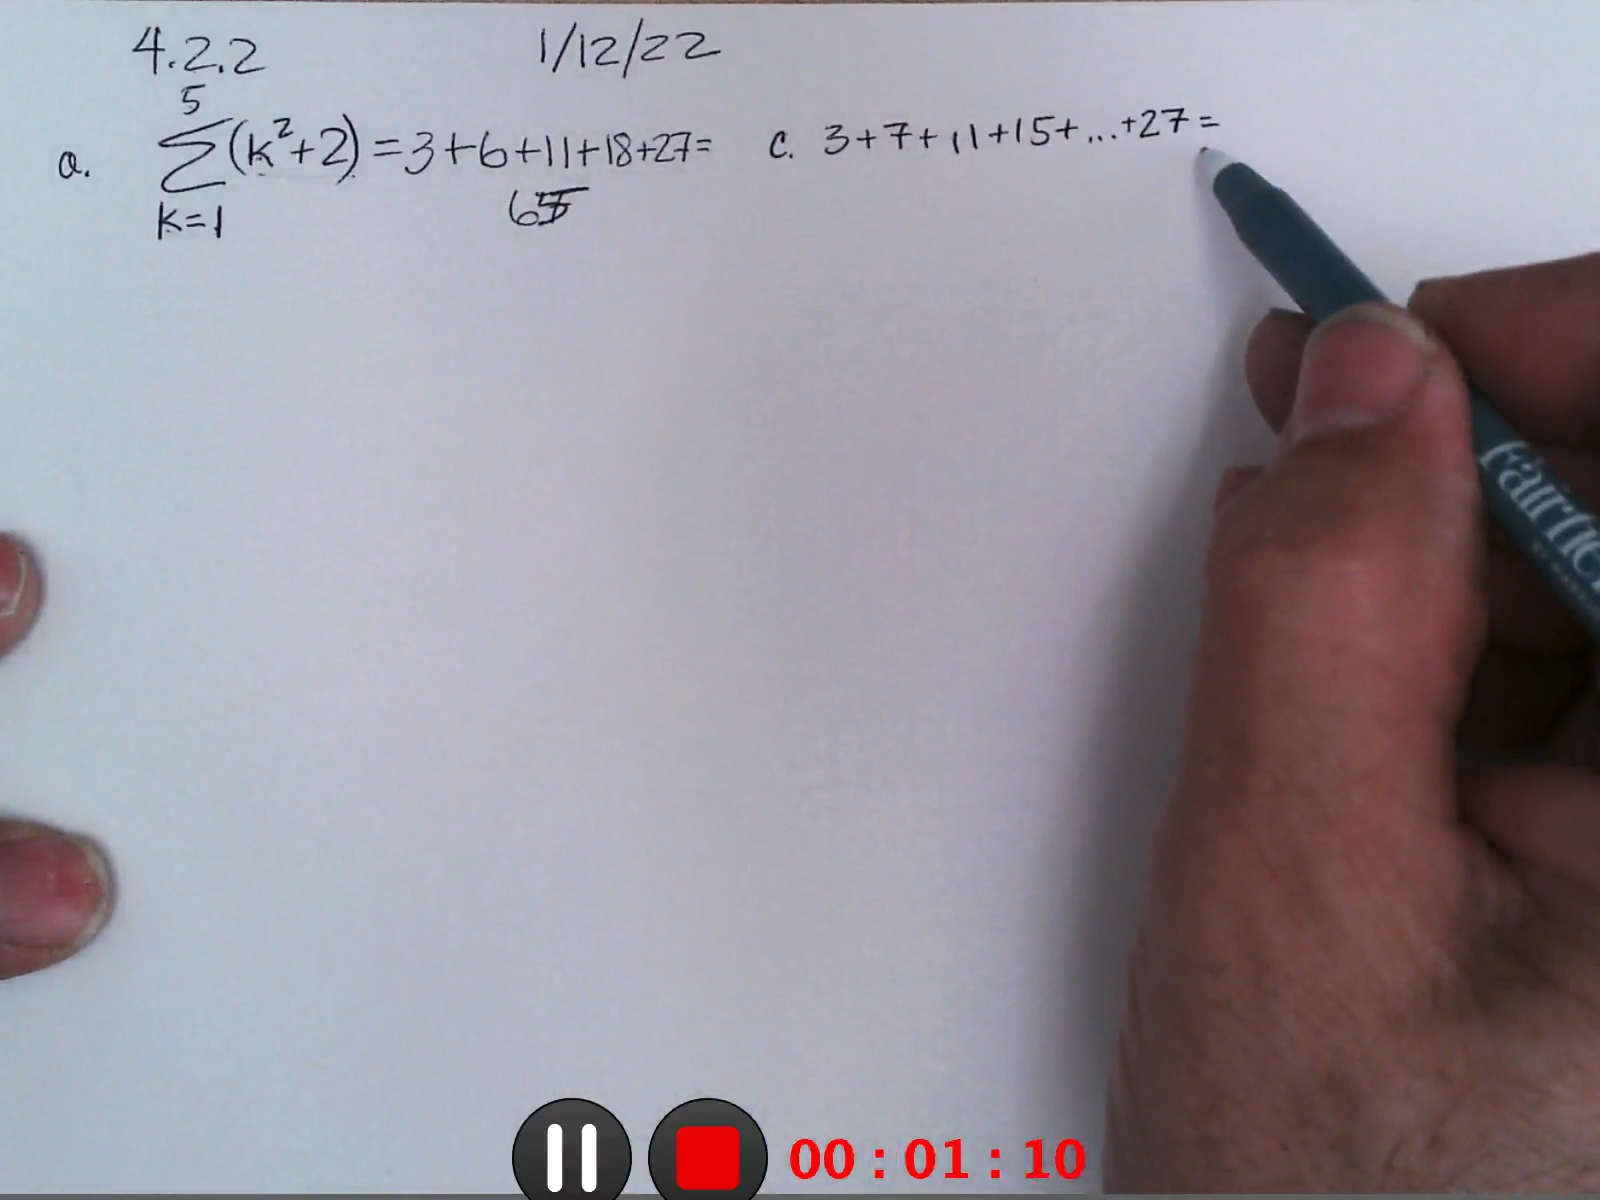 4.2.2 1/12/22
a. 5 ∑ k=1 (k²+2) = 3+6+11+18+27=
65
c. 3+7+11+15+...+27=
00:01:10